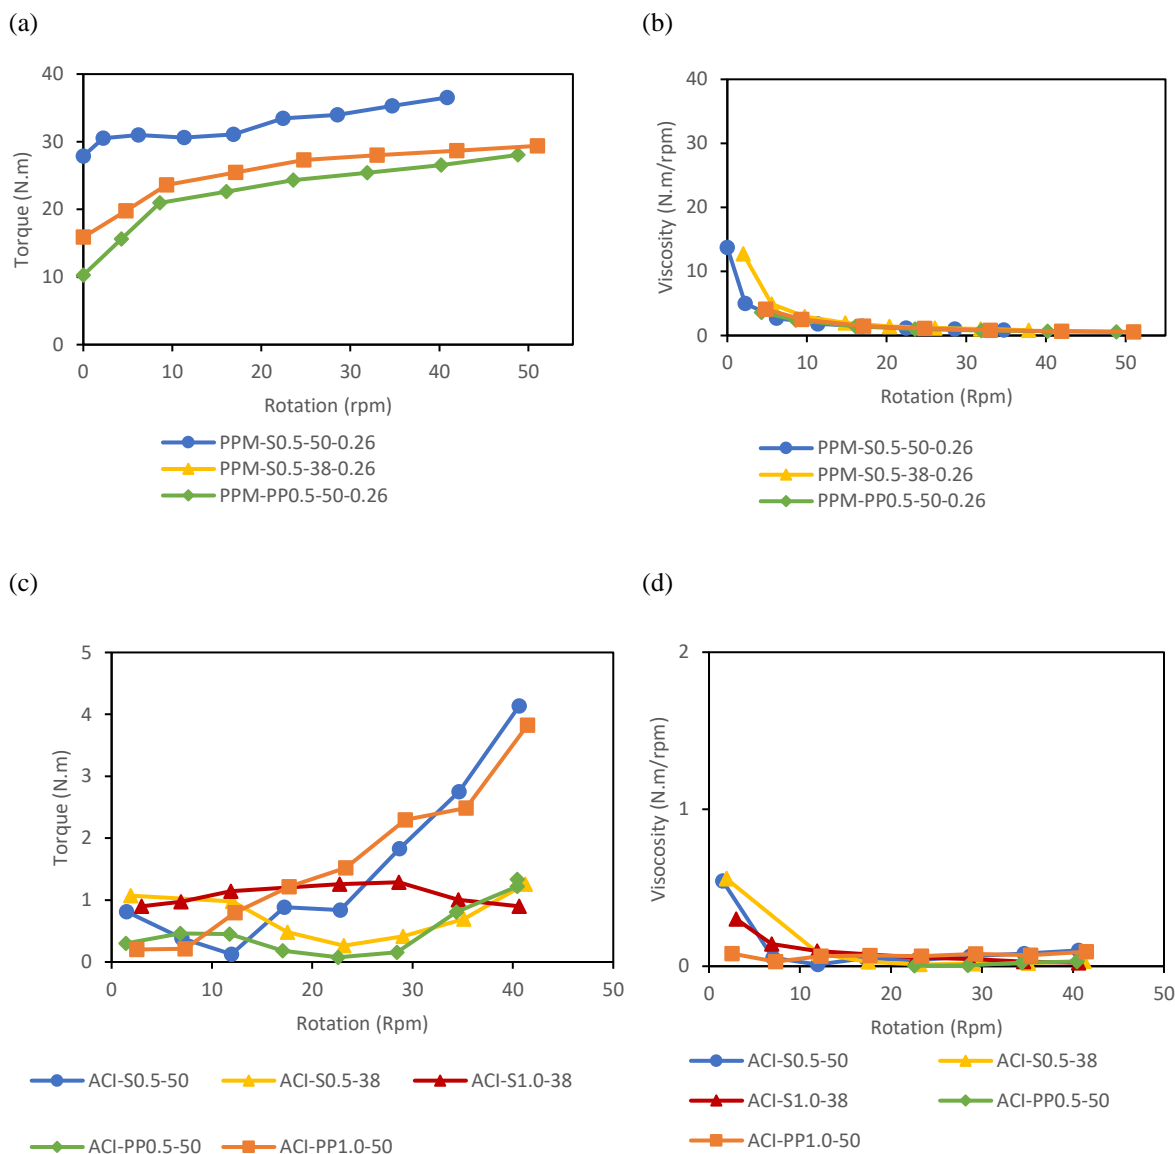 (a)
(b)
40
30
20
10
0
Torque (N.m)
0 10 20 30 40 50
Rotation (rpm)
PPM-S0.5-50-0.26
PPM-S0.5-38-0.26
PPM-PP0.5-50-0.26
40
30
20
10
0
Viscosity (N.m/rpm)
0 10 20 30 40 50
Rotation (Rpm)
PPM-S0.5-50-0.26
PPM-S0.5-38-0.26
PPM-PP0.5-50-0.26
(c)
(d)
5
4
3
2
1
0
Torque (N.m)
0 10 20 30 40 50
Rotation (Rpm)
ACI-S0.5-50 ACI-S0.5-38 ACI-S1.0-38
ACI-PP0.5-50 ACI-PP1.0-50
2
1
0
Visocosity (N.m/rpm)
0 10 20 30 40 50
Rotation (Rpm)
ACI-S0.5-50 ACI-S0.5-38
ACI-S1.0-38 ACI-PP0.5-50
ACI-PP1.0-50